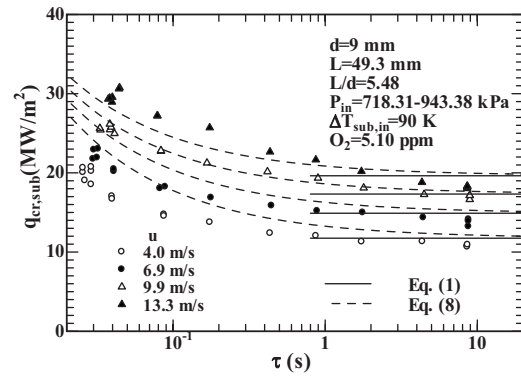 40
30
20
10
0
q_cr,sub(MW/m²)
d=9 mm
L=49.3 mm
L/d=5.48
P_in=718.31-943.38 kPa
ΔT_sub,in=90 K
O₂=5.10 ppm
u
4.0 m/s
6.9 m/s
9.9 m/s
13.3 m/s
Eq. (1)
Eq. (8)
10⁻¹ 1 10
τ (s)